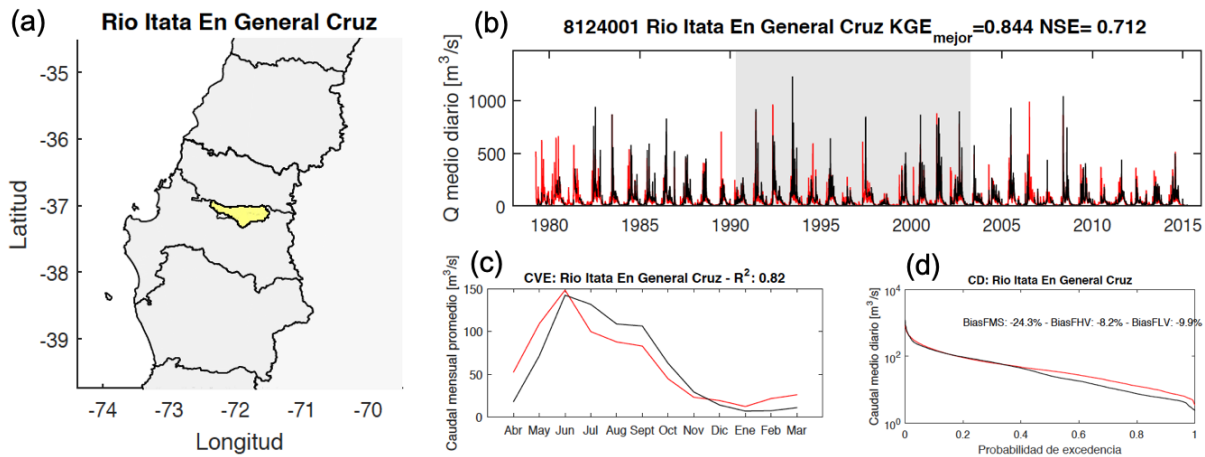 (a)
Rio Itata En General Cruz
Latitud
-35
-36
-37
-38
-39
-74
-73
-72
-71
-70
Longitud
(b)
8124001 Rio Itata En General Cruz KGE_mejor=0.844 NSE= 0.712
Q medio diario [m³/s]
1000
500
0
1980
1985
1990
1995
2000
2005
2010
2015
(c)
CVE: Rio Itata En General Cruz - R²: 0.82
Caudal mensual promedio [m³/s]
150
100
50
0
Abr May Jun Jul Aug Sept Oct Nov Dic Ene Feb Mar
(d)
CD: Rio Itata En General Cruz
Caudal medio diario [m³/s]
10⁴
10²
10⁰
BiasFMS: -24.3% - BiasFHV: -8.2% - BiasFLV: -9.9%
0
0.2
0.4
0.6
0.8
1
Probabilidad de excedencia